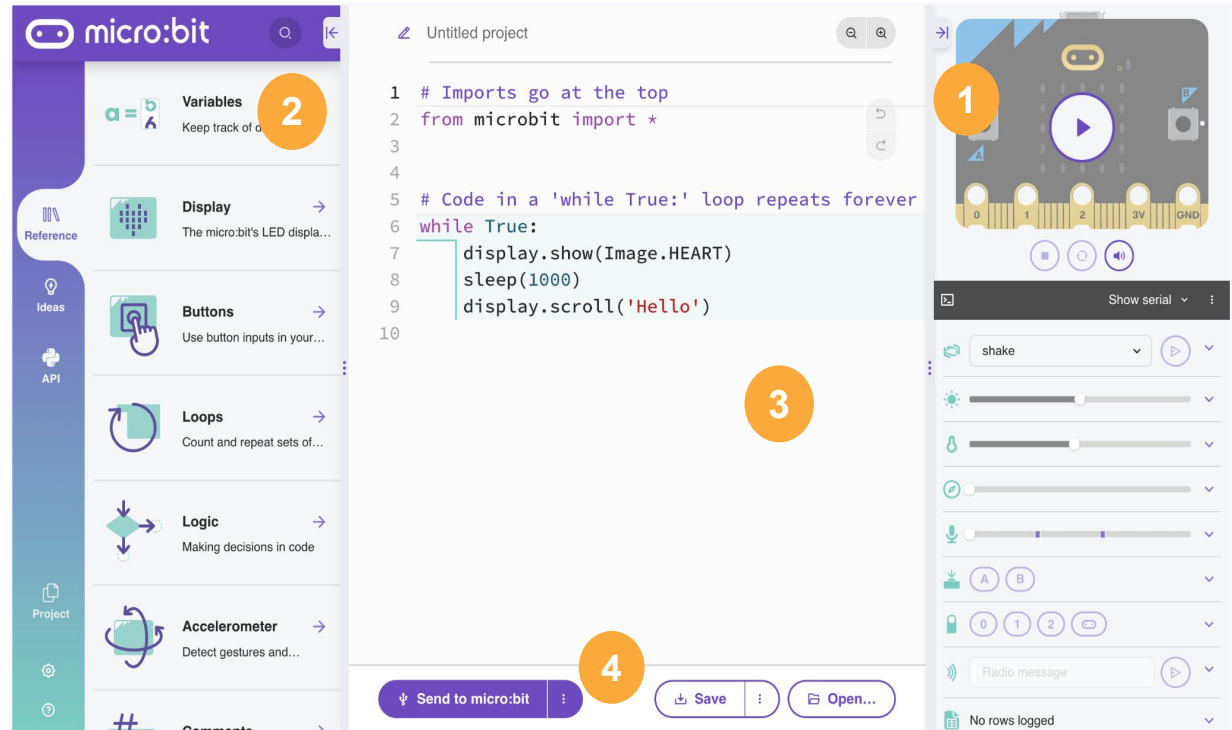 micro:bit
Reference
Ideas
API
Project
a = b
6
Variables
Keep track of d
2
Display
The micro:bit's LED displa...
Buttons
Use button inputs in your...
Loops
Count and repeat sets of...
Logic
Making decisions in code
Accelerometer
Detect gestures and...
#
Comments
Untitled project
1 # Imports go at the top
2 from microbit import *
3
4
5 # Code in a 'while True:' loop repeats forever
6 while True:
7 display.show(Image.HEART)
8 sleep(1000)
9 display.scroll('Hello')
10
3
4
Send to micro:bit
Save
Open...
1
A
B
0 1 2 3V GND
Show serial
shake
A B
0 1 2
Radio message
No rows logged